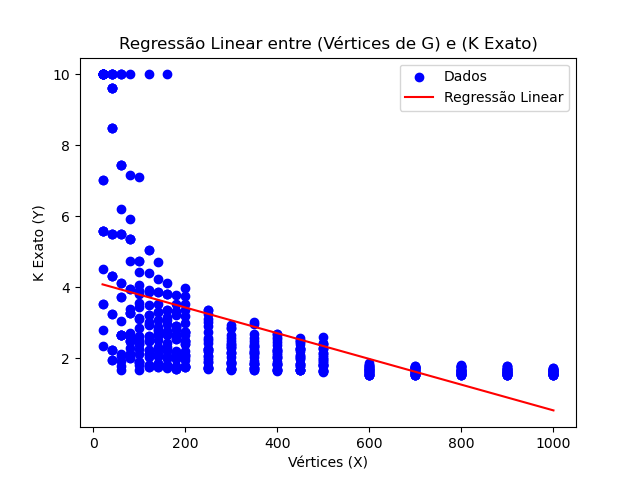 Regressão Linear entre (Vértices de G) e (K Exato)
Dados
Regressão Linear
10
8
6
4
2
K Exato (Y)
0
200
400
600
800
1000
Vértices (X)